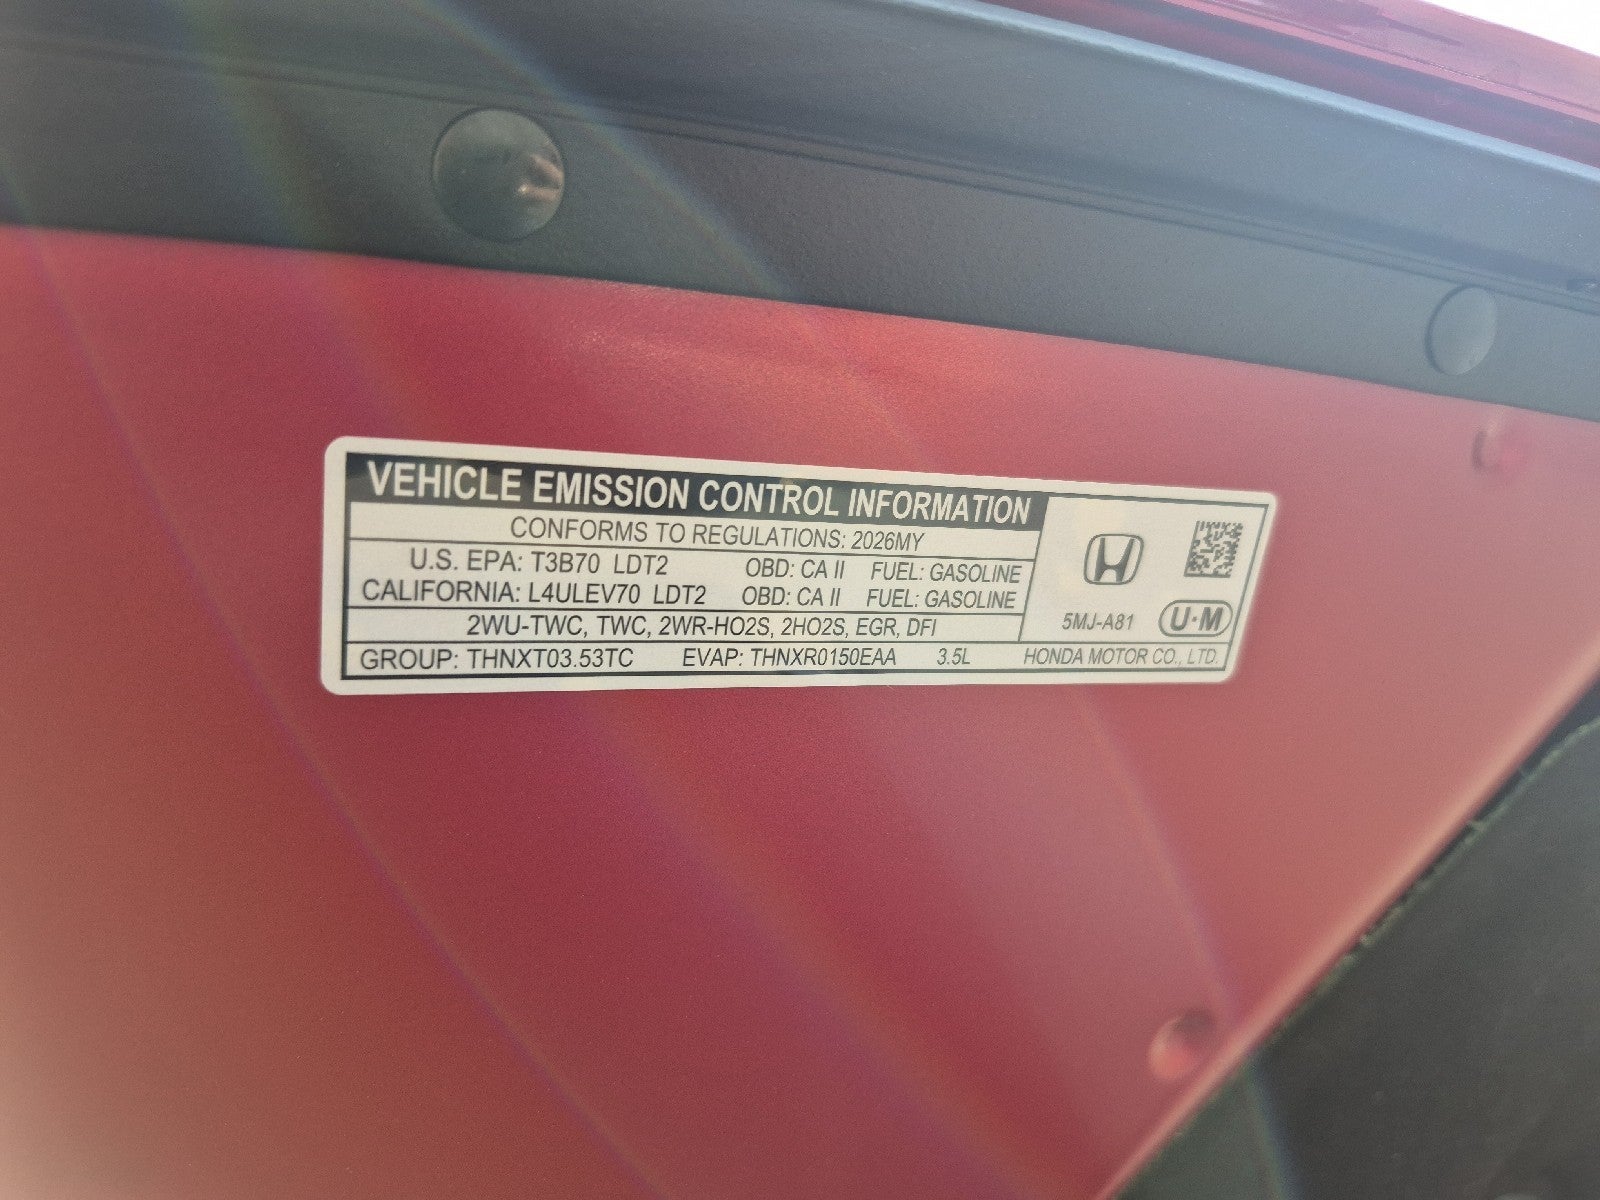 VEHICLE EMISSION CONTROL INFORMATION
CONFORMS TO REGULATIONS: 2026MY
U.S. EPA: T3B70 LDT2 OBD: CA II FUEL: GASOLINE
CALIFORNIA: L4ULEV70 LDT2 OBD: CA II FUEL: GASOLINE
2WU-TWC, TWC, 2WR-HO2S, 2HO2S, EGR, DFI
5MJ-A81 U·M
GROUP: THNXT03.53TC EVAP: THNXR0150EAA 3.5L HONDA MOTOR CO., LTD.